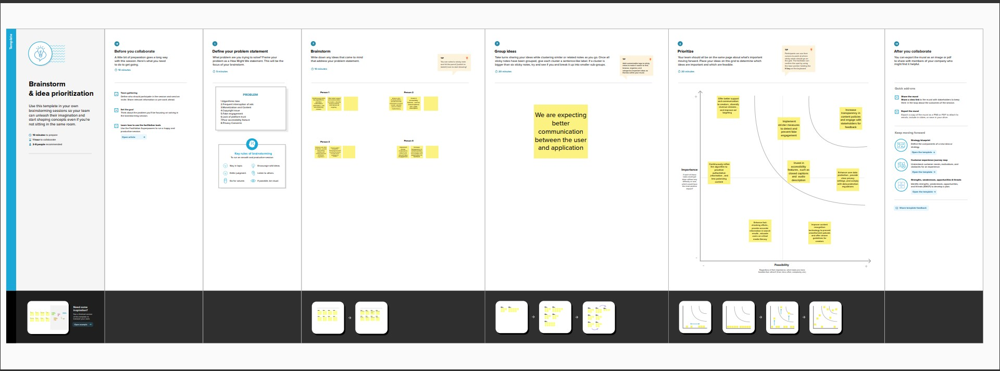 Template
Brainstorm
& idea prioritization
Use this template in your own
brainstorming sessions so your team
can unleash their imagination and
start shaping concepts even if you're
not sitting in the same room.
10 minutes to prepare
1 hour to collaborate
2-8 people recommended
Before you collaborate
A little bit of preparation goes a long way
with this session. Here's what you need
to do to get going.
10 minutes
Team gathering
Define who should participate in the session and send an
invite. Share relevant information or pre-work ahead.
Set the goal
Think about the problem you'll be focusing on solving in
the brainstorming session.
Learn how to use the facilitation tools
Use the Facilitation Superpowers to run a happy and
productive session.
Open article
1
Define your problem statement
What problem are you trying to solve? Frame your
problem as a How Might We statement. This will be the
focus of your brainstorm.
5 minutes
PROBLEM
1.Algorithmic bias
2.Frequent interruption of ads
3.Monetization and Content
4.Copyright issue
5.Fake engagement
6.Lack of platform trust
7.Poor accessibility feature
8.Privacy Concerns
Key rules of brainstorming
To run an smooth and productive session
Stay in topic.
Encourage wild ideas.
Defer judgment.
Listen to others.
Go for volume.
If possible, be visual.
2
Brainstorm
Write down any ideas that come to mind
that address your problem statement.
10 minutes
TIP
You can select a sticky note
and hit the pencil [switch to
sketch] icon to start drawing!
Person 1
Person 2
Person 3
Person 4
3
Group ideas
Take turns sharing your ideas while clustering similar or related notes as you go. Once all
sticky notes have been grouped, give each cluster a sentence-like label. If a cluster is
bigger than six sticky notes, try and see if you and break it up into smaller sub-groups.
20 minutes
TIP
Add customizable tags to sticky
notes to make it easier to find,
browse, organize, and
categorize important ideas as
themes within your mural.
We are expecting
better
communication
between the user
and application
4
Prioritize
Your team should all be on the same page about what's important
moving forward. Place your ideas on this grid to determine which
ideas are important and which are feasible.
20 minutes
TIP
Participants can use their
cursors to point at where
sticky notes should go on
the grid. The facilitator can
confirm the spot by using
the laser pointer holding the
H key on the keyboard.
Offer better support
and communication
to creators , diversify
revenue streams ,
and improve ad
targeting
Increase
transparency in
content policies
and engage with
stakeholders for
feedback
Implement
stricter measures
to detect and
prevent fake
engagement
Continuously refine
the algorithm to
prioritize
authoritative
information , and
less polarizing
content
Invest in
accessibility
features , such as
closed captions
and audio
description
Enhance user data
protection , provide
clear privacy
settings ,and comply
with data protection
regulations
Enhance fact-
checking efforts ,
provide accurate
information in search
results , educate
users on critical
media literacy
Improve content
recognition
technology to prevent
unauthorized uploads
and offer clearer
guidelines for
creators
Importance
If each of these
tasks could get
done without any
difficulty or cost,
which would have
the most positive
impact?
Feasibility
Regardless of their importance, which tasks are more
feasible than others? (Cost, time, effort, complexity, etc.)
After you collaborate
You can export the mural as an image or pdf
to share with members of your company who
might find it helpful.
Quick add-ons
Share the mural
Share a view link to the mural with stakeholders to keep
them in the loop about the outcomes of the session.
Export the mural
Export a copy of the mural as a PNG or PDF to attach to
emails, include in slides, or save in your drive.
Keep moving forward
Strategy blueprint
Define the components of a new idea or
strategy.
Open the template
Customer experience journey map
Understand customer needs, motivations, and
obstacles for an experience.
Open the template
Strengths, weaknesses, opportunities & threats
Identify strengths, weaknesses, opportunities,
and threats (SWOT) to develop a plan.
Open the template
Share template feedback
Need some
inspiration?
See a finished version
of this template to
kickstart your work.
Open example